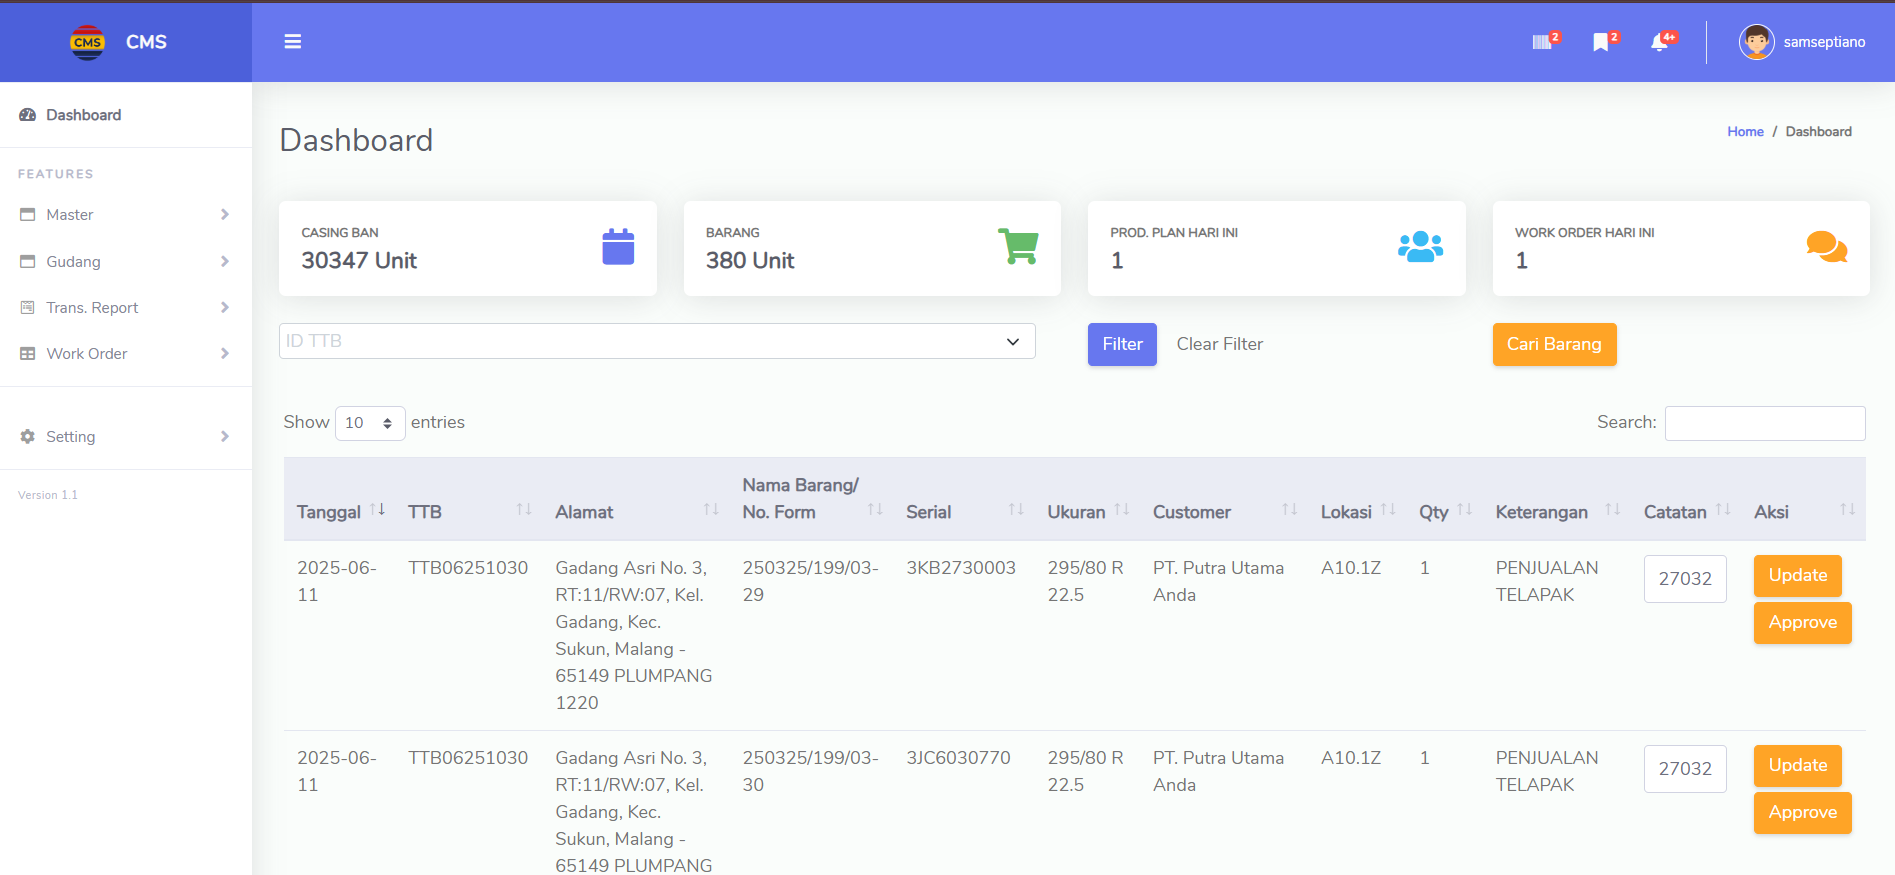 CMS
CMS
2
2
4+
samseptiano
Dashboard
FEATURES
Master
Gudang
Trans. Report
Work Order
Setting
Version 1.1
Dashboard
Home / Dashboard
CASING BAN
30347 Unit
BARANG
380 Unit
PROD. PLAN HARI INI
1
WORK ORDER HARI INI
1
ID TTB
Filter
Clear Filter
Cari Barang
Show 10 entries
Search:
Tanggal
TTB
Alamat
Nama Barang/
No. Form
Serial
Ukuran
Customer
Lokasi
Qty
Keterangan
Catatan
Aksi
2025-06-
11
TTB06251030
Gadang Asri No. 3,
RT:11/RW:07, Kel.
Gadang, Kec.
Sukun, Malang -
65149 PLUMPANG
1220
250325/199/03-
29
3KB2730003
295/80 R
22.5
PT. Putra Utama
Anda
A10.1Z
1
PENJUALAN
TELAPAK
27032
Update
Approve
2025-06-
11
TTB06251030
Gadang Asri No. 3,
RT:11/RW:07, Kel.
Gadang, Kec.
Sukun, Malang -
65149 PLUMPANG
250325/199/03-
30
3JC6030770
295/80 R
22.5
PT. Putra Utama
Anda
A10.1Z
1
PENJUALAN
TELAPAK
27032
Update
Approve